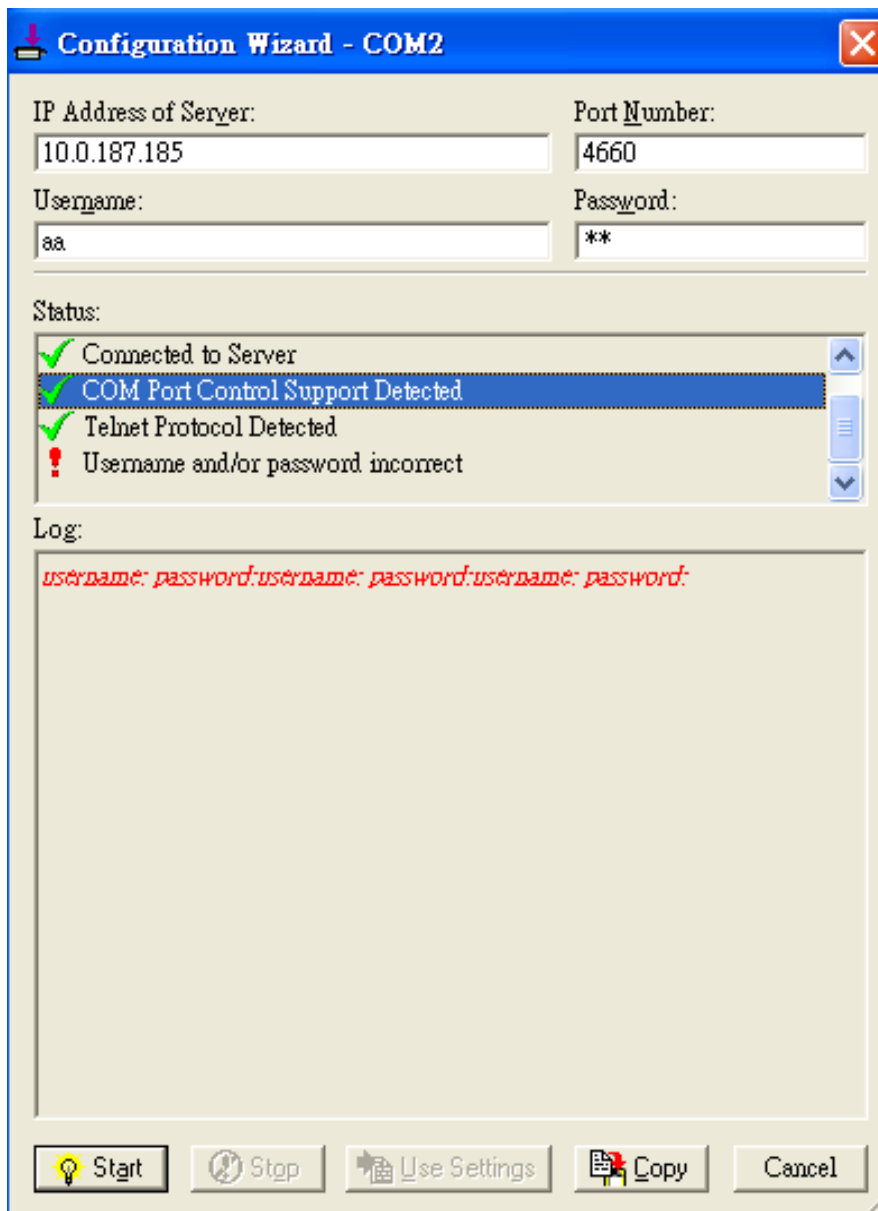 Configuration Wizard - COM2
IP Address of Server: Port Number:
10.0.187.185 4660
Username: Password:
aa **
Status:
Connected to Server
COM Port Control Support Detected
Telnet Protocol Detected
Username and/or password incorrect
Log:
username: password:username: password:username: password:
Start Stop Use Settings Copy Cancel